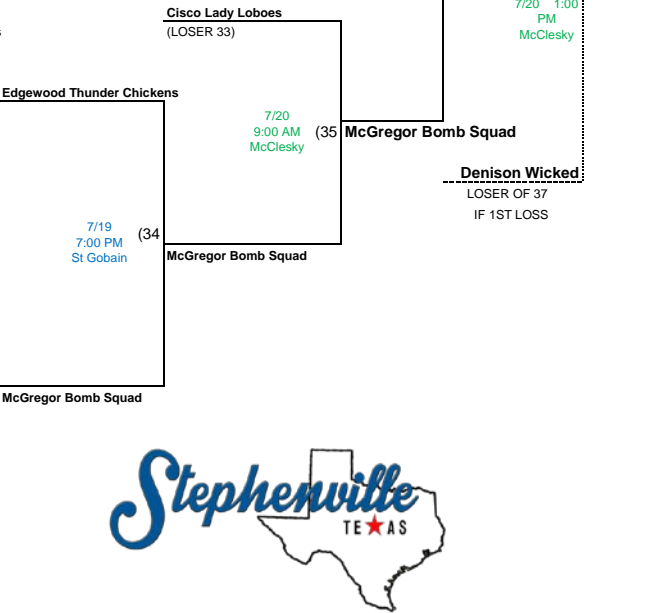 7/20 1:00
PM
McClesky
Cisco Lady Loboes
(LOSER 33)
s
Edgewood Thunder Chickens
7/20
9:00 AM
McClesky
(35
McGregor Bomb Squad
Denison Wicked
LOSER OF 37
IF 1ST LOSS
7/19
7:00 PM
St Gobain
(34
McGregor Bomb Squad
McGregor Bomb Squad
Stephenville
TE★AS